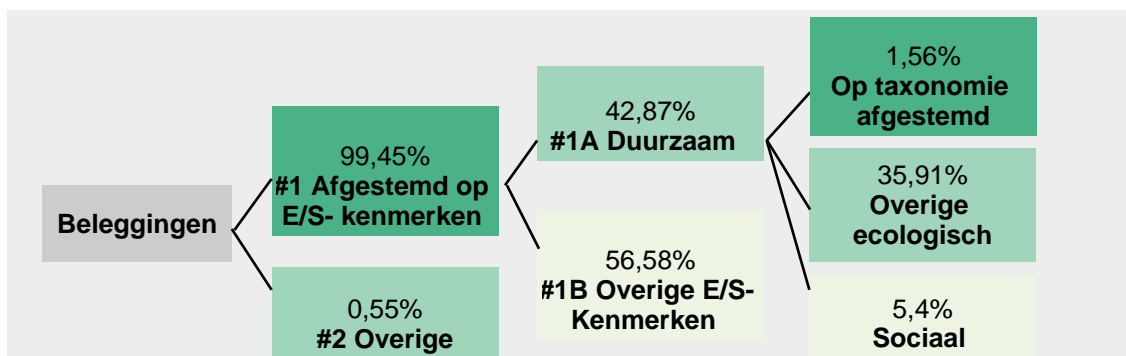 Beleggingen
99,45%
#1 Afgestemd op
E/S- kenmerken
0,55%
#2 Overige
42,87%
#1A Duurzaam
56,58%
#1B Overige E/S-
Kenmerken
1,56%
Op taxonomie
afgestemd
35,91%
Overige
ecologisch
5,4%
Sociaal